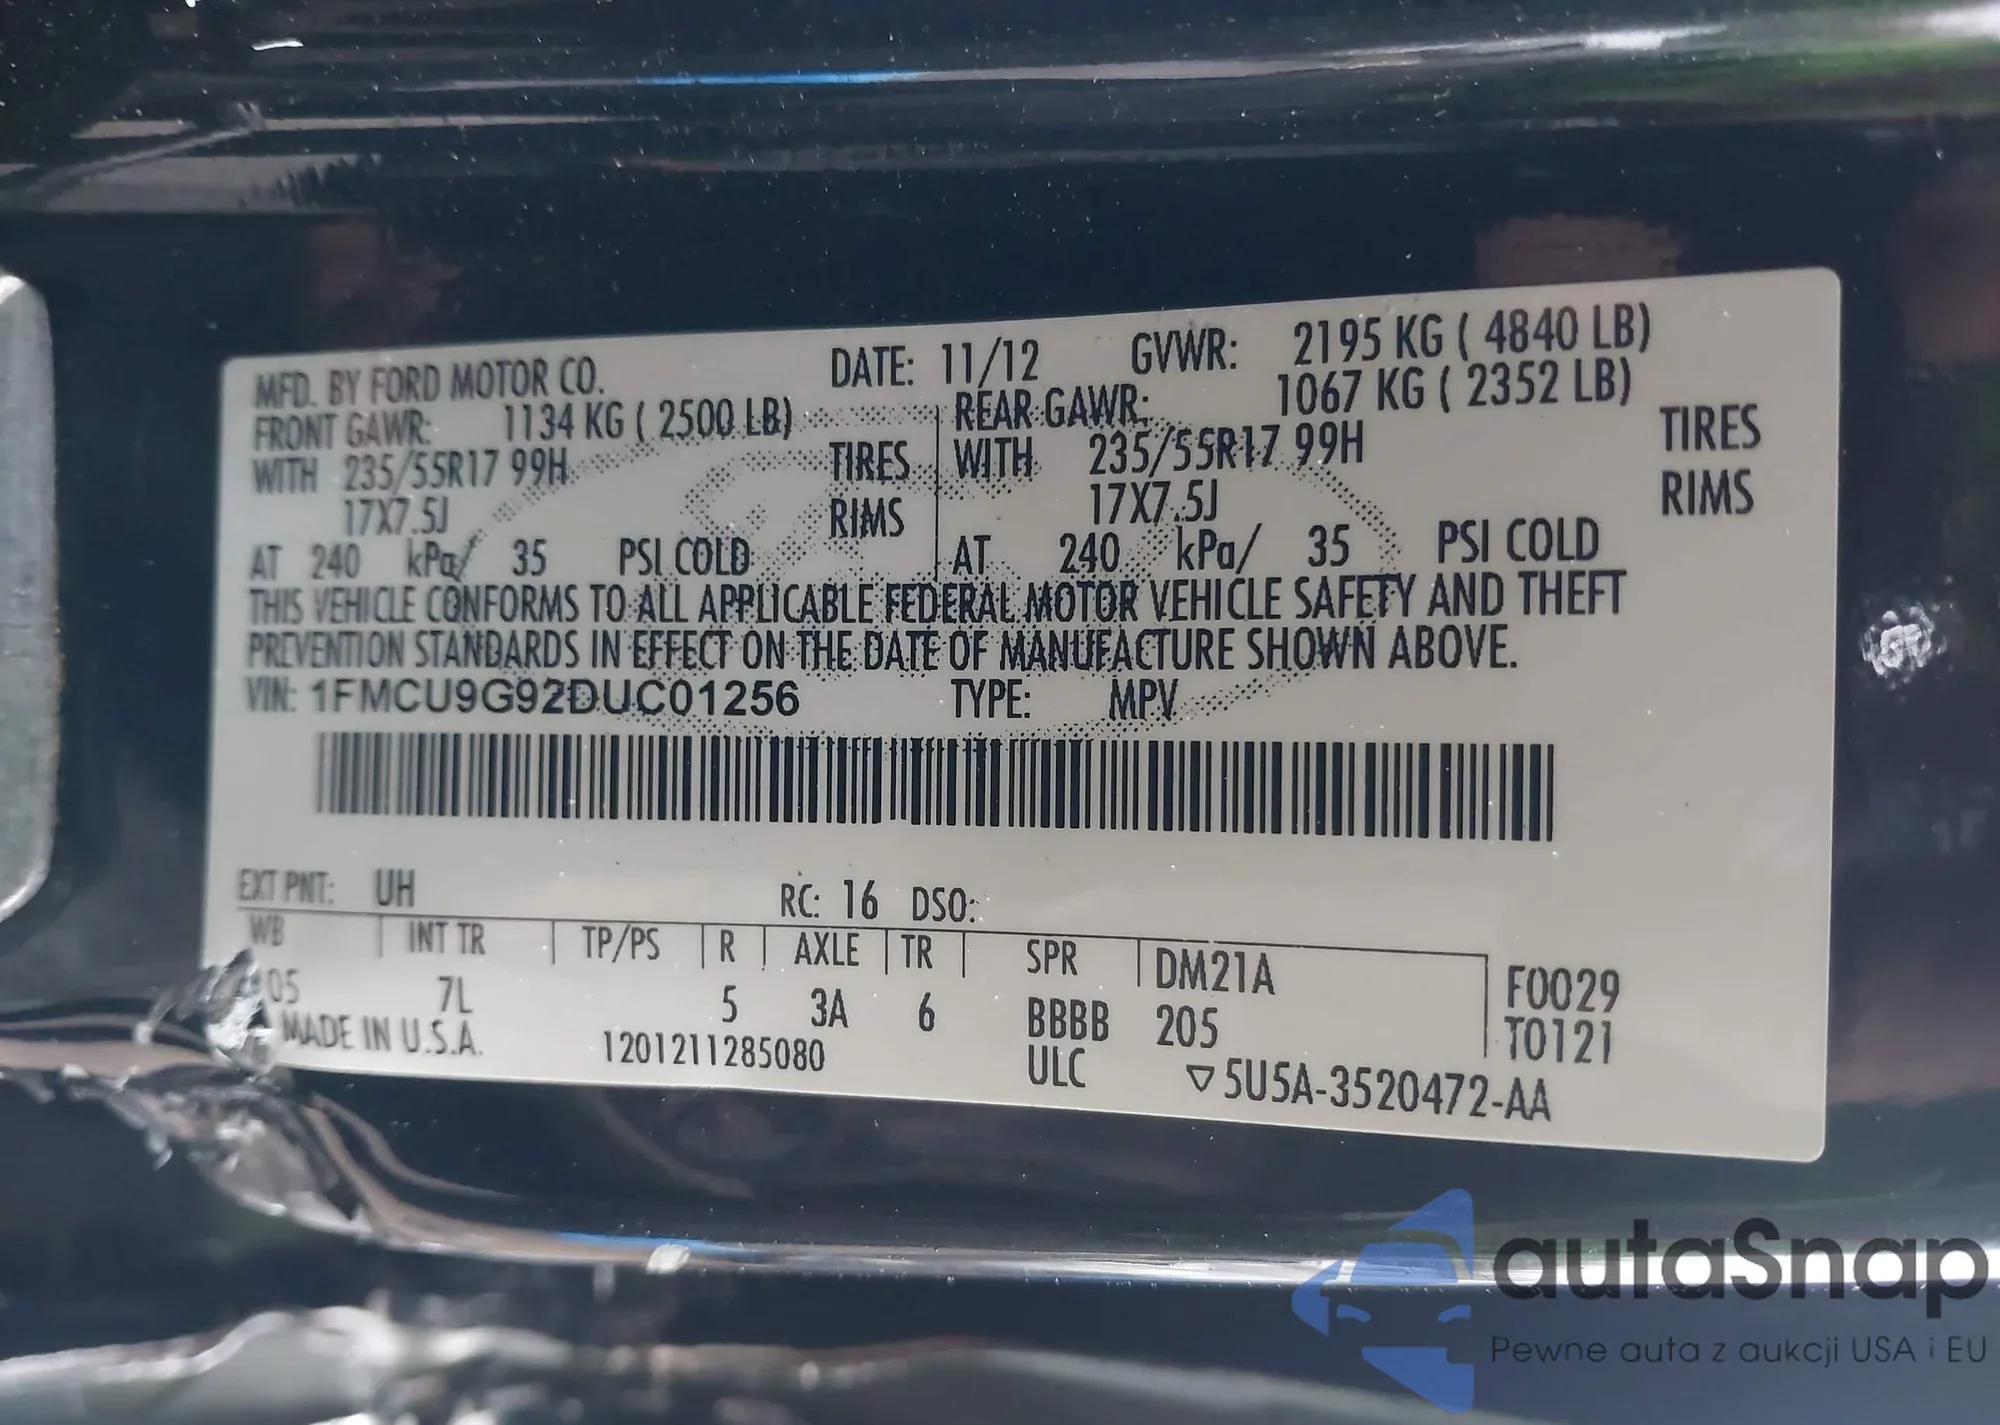 MFD. BY FORD MOTOR CO. DATE: 11/12 GVWR: 2195 KG ( 4840 LB)
FRONT GAWR: 1134 KG ( 2500 LB) REAR GAWR: 1067 KG ( 2352 LB)
WITH 235/55R17 99H TIRES WITH 235/55R17 99H TIRES
17X7.5J RIMS 17X7.5J RIMS
AT 240 kPa/ 35 PSI COLD AT 240 kPa/ 35 PSI COLD
THIS VEHICLE CONFORMS TO ALL APPLICABLE FEDERAL MOTOR VEHICLE SAFETY AND THEFT
PREVENTION STANDARDS IN EFFECT ON THE DATE OF MANUFACTURE SHOWN ABOVE.
VIN: 1FMCU9G92DUC01256 TYPE: MPV
EXT PNT: UH RC: 16 DSO:
WB INT TR TP/PS R AXLE TR SPR DM21A F0029
05 7L 5 3A 6 BBBB 205 T0121
MADE IN U.S.A. 1201211285080 ULC ▽5U5A-3520472-AA
autaSnap
Pewne auta z aukcji USA i EU